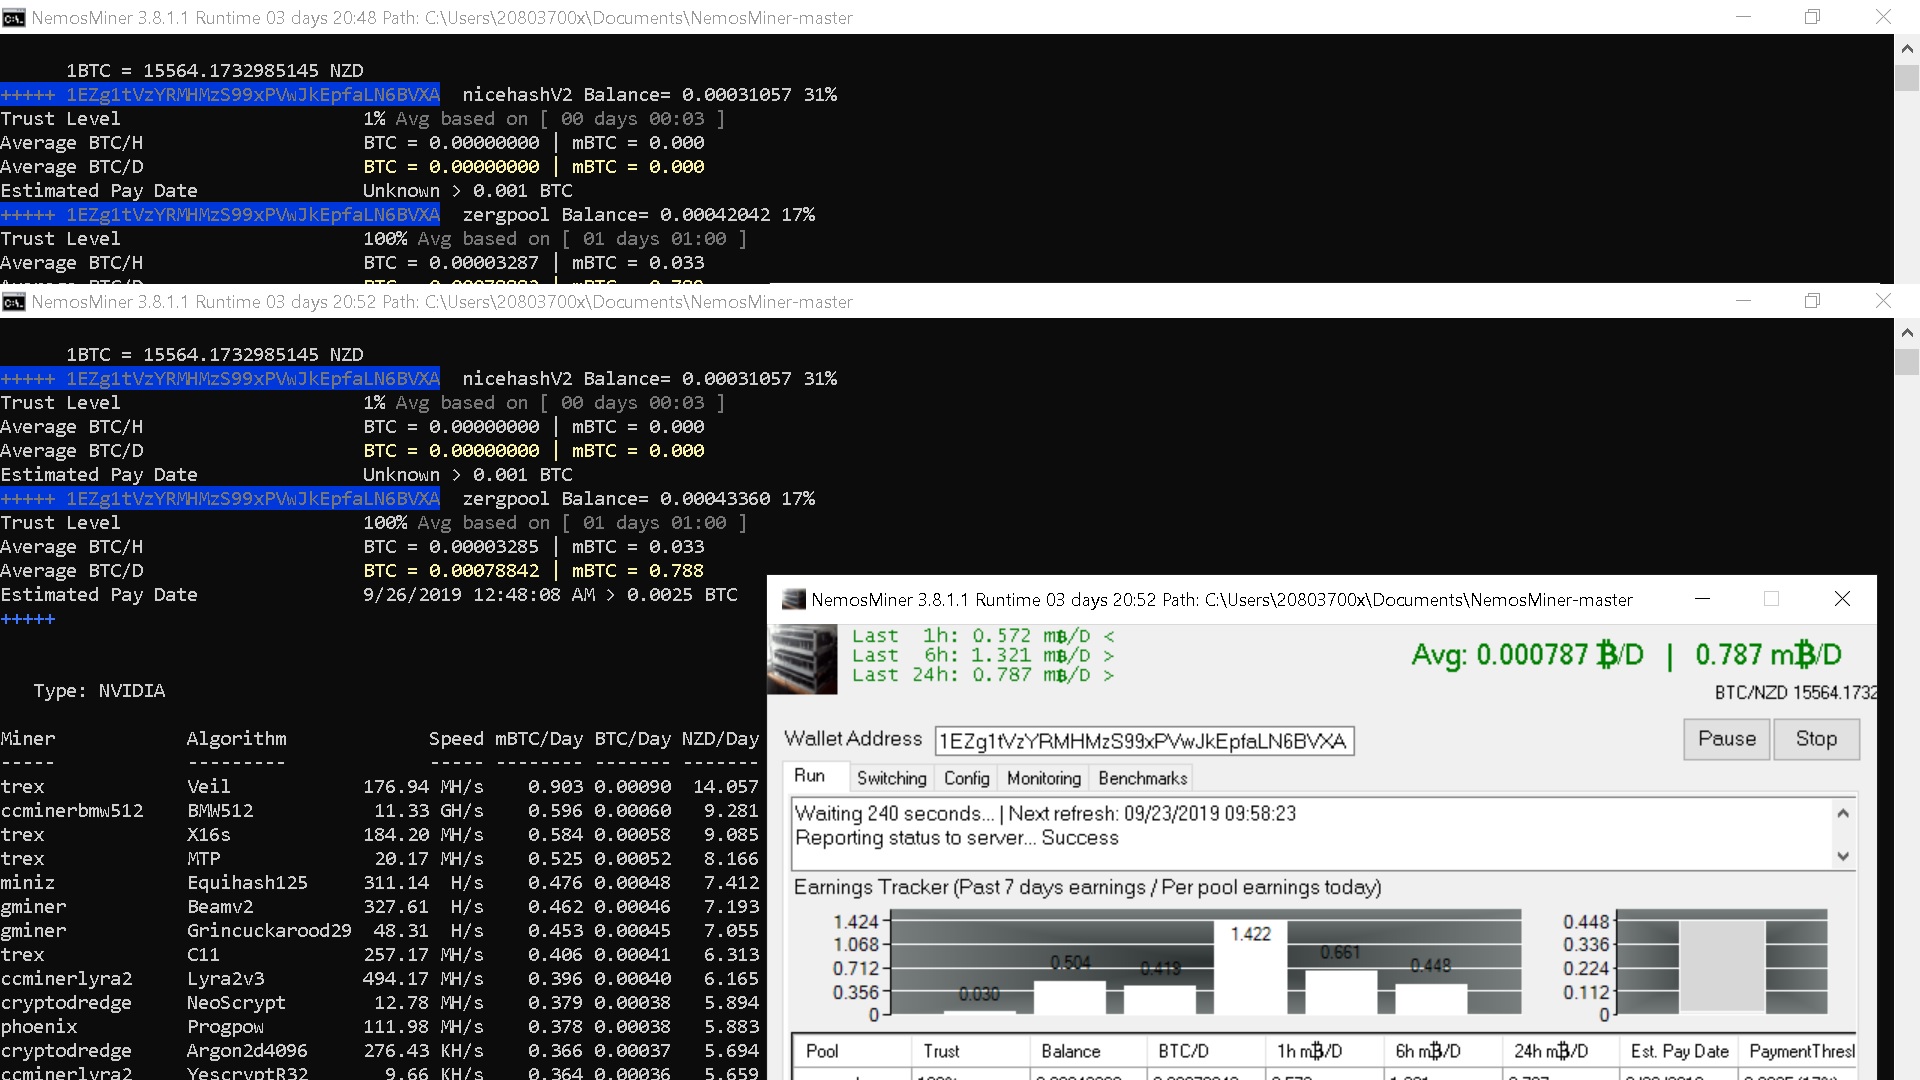 NemosMiner 3.8.1.1 Runtime 03 days 20:48 Path: C:\Users\20803700x\Documents\NemosMiner-master
1BTC = 15564.1732985145 NZD
+++++ 1EZg1tVzYRMHMzS99xPVwJkEpfaLN6BVXA nicehashV2 Balance= 0.00031057 31%
Trust Level 1% Avg based on [ 00 days 00:03 ]
Average BTC/H BTC = 0.00000000 | mBTC = 0.000
Average BTC/D BTC = 0.00000000 | mBTC = 0.000
Estimated Pay Date Unknown > 0.001 BTC
+++++ 1EZg1tVzYRMHMzS99xPVwJkEpfaLN6BVXA zergpool Balance= 0.00042042 17%
Trust Level 100% Avg based on [ 01 days 01:00 ]
Average BTC/H BTC = 0.00003287 | mBTC = 0.033
NemosMiner 3.8.1.1 Runtime 03 days 20:52 Path: C:\Users\20803700x\Documents\NemosMiner-master
1BTC = 15564.1732985145 NZD
+++++ 1EZg1tVzYRMHMzS99xPVwJkEpfaLN6BVXA nicehashV2 Balance= 0.00031057 31%
Trust Level 1% Avg based on [ 00 days 00:03 ]
Average BTC/H BTC = 0.00000000 | mBTC = 0.000
Average BTC/D BTC = 0.00000000 | mBTC = 0.000
Estimated Pay Date Unknown > 0.001 BTC
+++++ 1EZg1tVzYRMHMzS99xPVwJkEpfaLN6BVXA zergpool Balance= 0.00043360 17%
Trust Level 100% Avg based on [ 01 days 01:00 ]
Average BTC/H BTC = 0.00003285 | mBTC = 0.033
Average BTC/D BTC = 0.00078842 | mBTC = 0.788
Estimated Pay Date 9/26/2019 12:48:08 AM > 0.0025 BTC
+++++
Type: NVIDIA
Miner Algorithm Speed mBTC/Day BTC/Day NZD/Day
----- --------- ----- -------- ------- -------
trex Veil 176.94 MH/s 0.903 0.00090 14.057
ccminerbmw512 BMW512 11.33 GH/s 0.596 0.00060 9.281
trex X16s 184.20 MH/s 0.584 0.00058 9.085
trex MTP 20.17 MH/s 0.525 0.00052 8.166
miniz Equihash125 311.14 H/s 0.476 0.00048 7.412
gminer Beamv2 327.61 H/s 0.462 0.00046 7.193
gminer Grincuckarood29 48.31 H/s 0.453 0.00045 7.055
trex C11 257.17 MH/s 0.406 0.00041 6.313
ccminerlyra2 Lyra2v3 494.17 MH/s 0.396 0.00040 6.165
cryptodredge NeoScrypt 12.78 MH/s 0.379 0.00038 5.894
phoenix Progpow 111.98 MH/s 0.378 0.00038 5.883
cryptodredge Argon2d4096 276.43 KH/s 0.366 0.00037 5.694
ccminerlyra2 YescryptR32 9.66 KH/s 0.364 0.00036 5.659
NemosMiner 3.8.1.1 Runtime 03 days 20:52 Path: C:\Users\20803700x\Documents\NemosMiner-master
Last 1h: 0.572 m₿/D <
Last 6h: 1.321 m₿/D >
Last 24h: 0.787 m₿/D >
Avg: 0.000787 ₿/D | 0.787 m₿/D
BTC/NZD 15564.1732
Wallet Address 1EZg1tVzYRMHMzS99xPVwJkEpfaLN6BVXA Pause Stop
Run Switching Config Monitoring Benchmarks
Waiting 240 seconds... | Next refresh: 09/23/2019 09:58:23
Reporting status to server... Success
Earnings Tracker (Past 7 days earnings / Per pool earnings today)
1.424
1.068
0.712
0.356
0
0.030 0.504 0.418 1.422 0.661 0.448
0.448
0.336
0.224
0.112
0
Pool Trust Balance BTC/D 1h m₿/D 6h m₿/D 24h m₿/D Est. Pay Date PaymentThresl